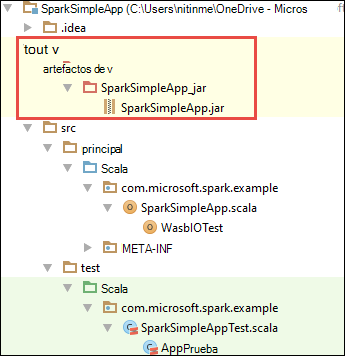 SparkSimpleApp (C:\Users\nitinme\OneDrive - Micros
.idea
tout v
artefactos de v
SparkSimpleApp_jar
SparkSimpleApp.jar
src
principal
Scala
com.microsoft.spark.example
SparkSimpleApp.scala
WasbIOTest
META-INF
test
Scala
com.microsoft.spark.example
SparkSimpleAppTest.scala
AppPrueba